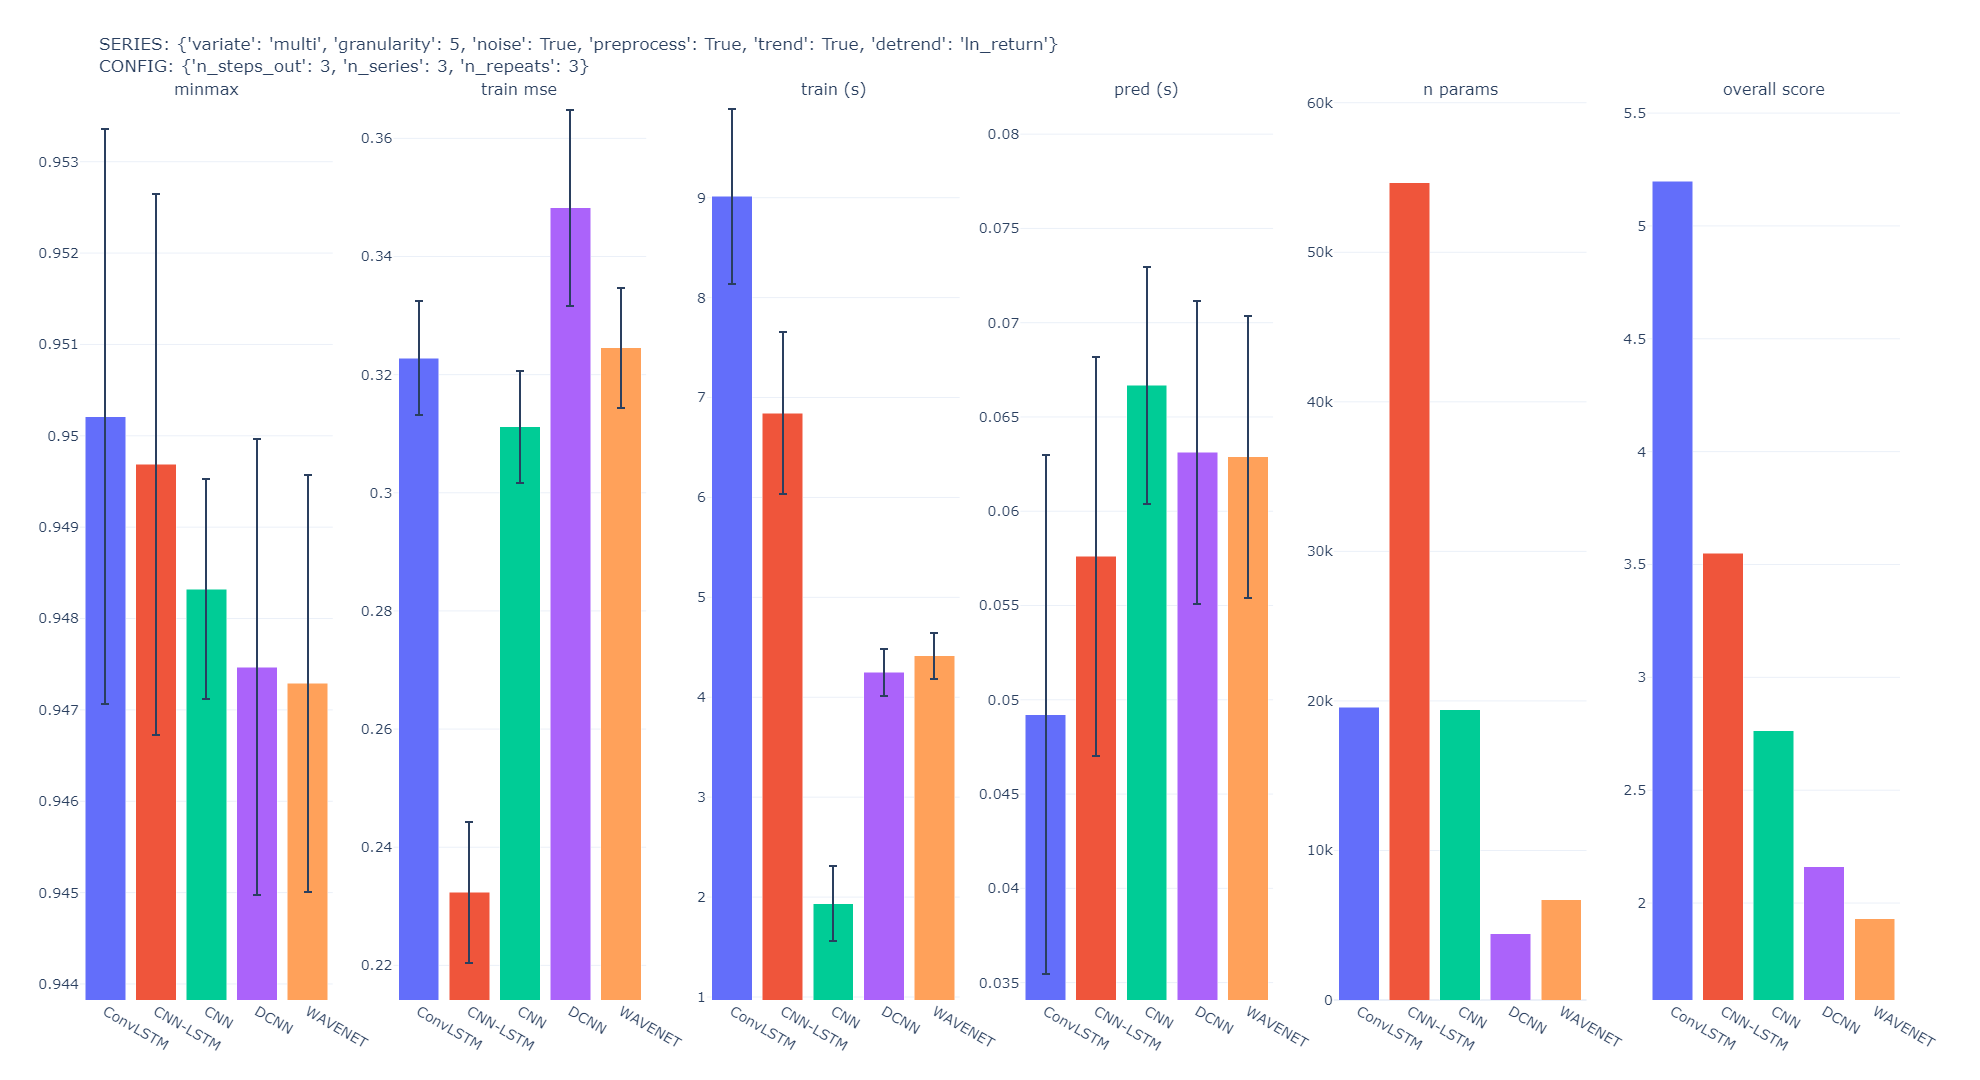 SERIES: {'variate': 'multi', 'granularity': 5, 'noise': True, 'preprocess': True, 'trend': True, 'detrend': 'ln_return'}
CONFIG: {'n_steps_out': 3, 'n_series': 3, 'n_repeats': 3}
minmax
0.953
0.952
0.951
0.95
0.949
0.948
0.947
0.946
0.945
0.944
ConvLSTM
CNN-LSTM
CNN
DCNN
WAVENET
train mse
0.36
0.34
0.32
0.3
0.28
0.26
0.24
0.22
ConvLSTM
CNN-LSTM
CNN
DCNN
WAVENET
train (s)
9
8
7
6
5
4
3
2
1
ConvLSTM
CNN-LSTM
CNN
DCNN
WAVENET
pred (s)
0.08
0.075
0.07
0.065
0.06
0.055
0.05
0.045
0.04
0.035
ConvLSTM
CNN-LSTM
CNN
DCNN
WAVENET
n params
60k
50k
40k
30k
20k
10k
0
ConvLSTM
CNN-LSTM
CNN
DCNN
WAVENET
overall score
5.5
5
4.5
4
3.5
3
2.5
2
ConvLSTM
CNN-LSTM
CNN
DCNN
WAVENET